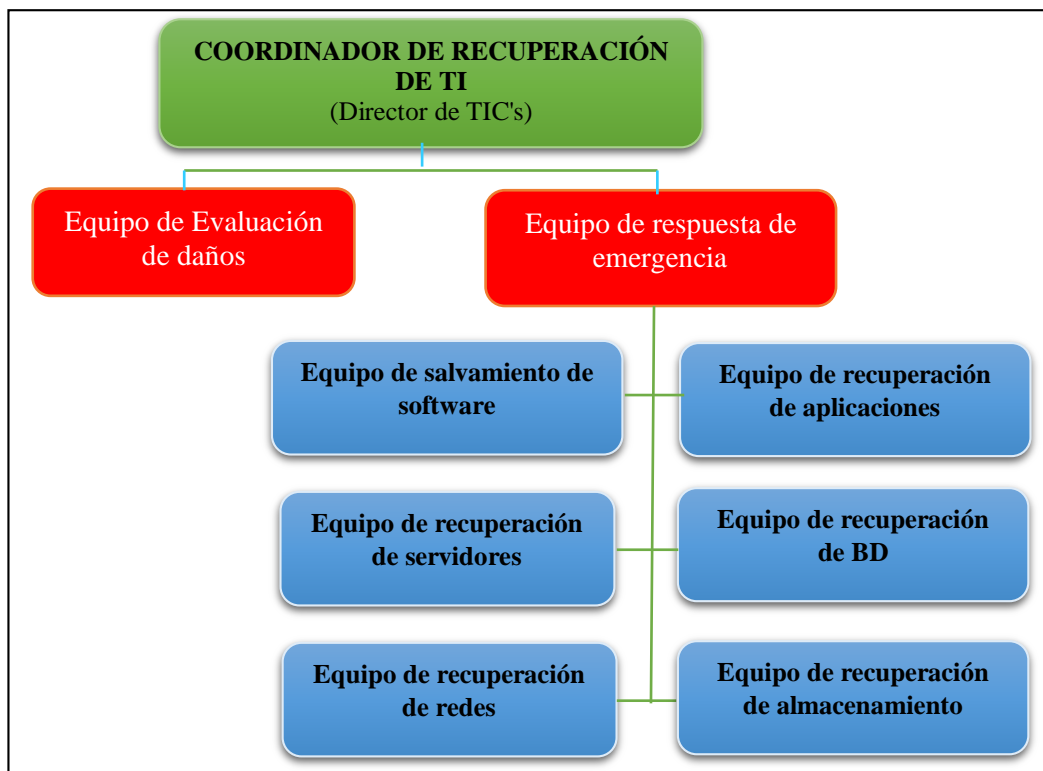 COORDINADOR DE RECUPERACIÓN
DE TI
(Director de TIC's)
Equipo de Evaluación
de daños
Equipo de respuesta de
emergencia
Equipo de salvamiento de
software
Equipo de recuperación
de aplicaciones
Equipo de recuperación
de servidores
Equipo de recuperación
de BD
Equipo de recuperación
de redes
Equipo de recuperación
de almacenamiento